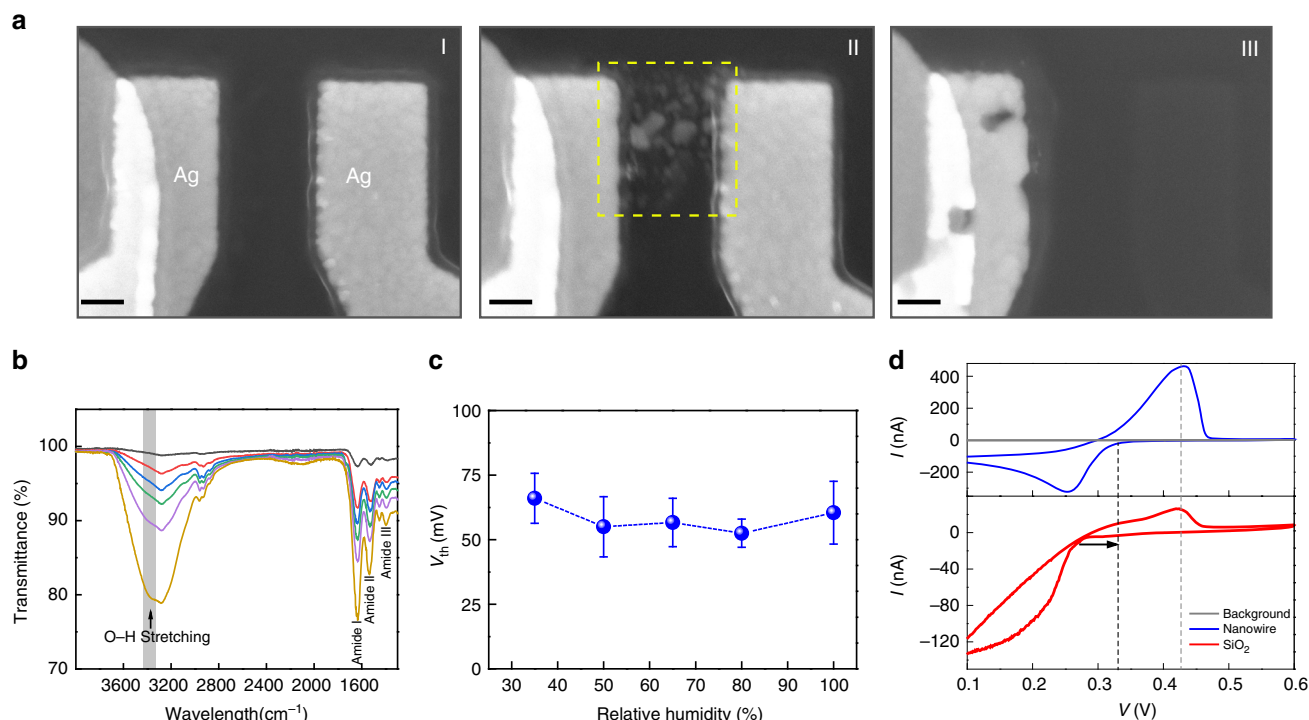 a
I
II
III
Ag
Ag
b
c
d
100
90
80
70
Transmittance (%)
3600
3200
2800
2400
2000
1600
Wavelength(cm⁻¹)
O–H Stretching
Amide I
Amide II
Amide III
100
75
50
25
0
Vth (mV)
30
40
50
60
70
80
90
100
Relative humidity (%)
400
200
0
−200
I (nA)
0
−40
−80
−120
I (nA)
Background
Nanowire
SiO₂
0.1
0.2
0.3
0.4
0.5
0.6
V (V)